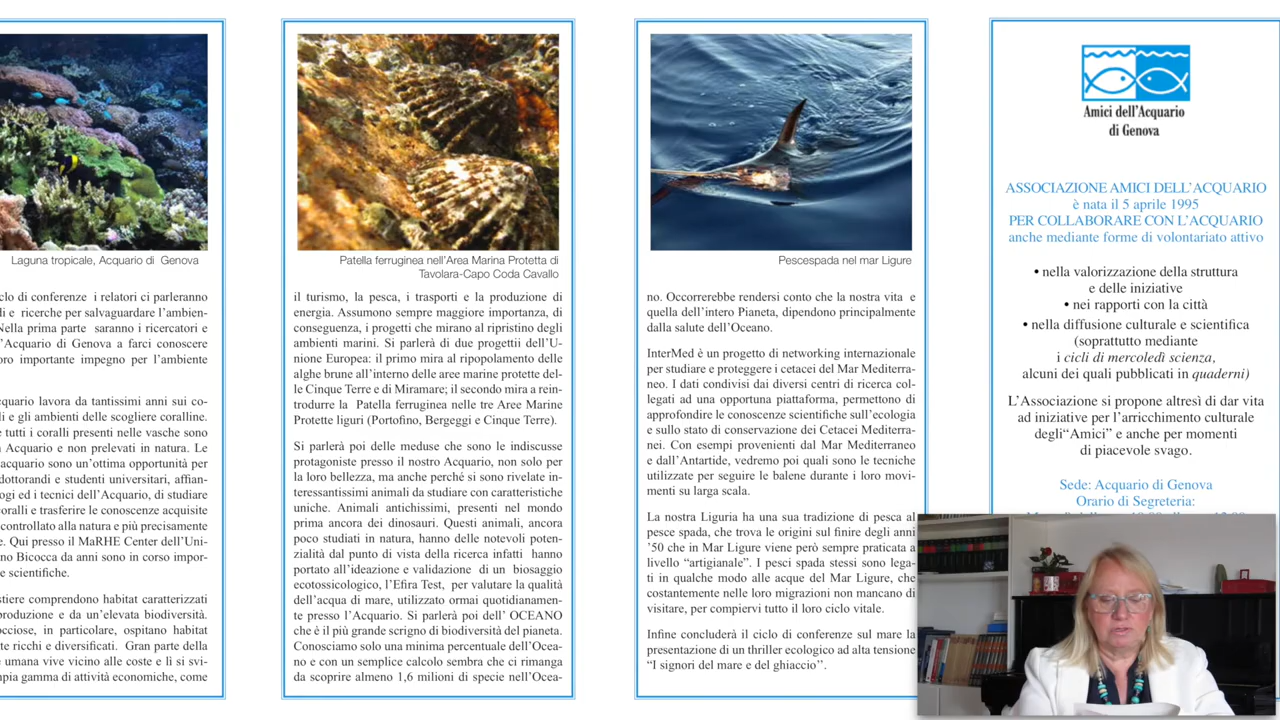 Laguna tropicale, Acquario di Genova
clo di conferenze i relatori ci parleranno
li e ricerche per salvaguardare l'ambien-
Nella prima parte saranno i ricercatori e
'Acquario di Genova a farci conoscere
oro importante impegno per l'ambiente
cquario lavora da tantissimi anni sui co-
li e gli ambienti delle scogliere coralline.
e tutti i coralli presenti nelle vasche sono
n Acquario e non prelevati in natura. Le
acquario sono un'ottima opportunità per
dottorandi e studenti universitari, affian-
ogi ed i tecnici dell'Acquario, di studiare
coralli e trasferire le conoscenze acquisite
controllato alla natura e più precisamente
e. Qui presso il MaRHE Center dell'Uni-
no Bicocca da anni sono in corso impor-
e scientifiche.
stiere comprendono habitat caratterizzati
produzione e da un'elevata biodiversità.
occiose, in particolare, ospitano habitat
te ricchi e diversificati. Gran parte della
e umana vive vicino alle coste e lì si svi-
mpia gamma di attività economiche, come
Patella ferruginea nell'Area Marina Protetta di
Tavolara-Capo Coda Cavallo
il turismo, la pesca, i trasporti e la produzione di
energia. Assumono sempre maggiore importanza, di
conseguenza, i progetti che mirano al ripristino degli
ambienti marini. Si parlerà di due progettii dell'U-
nione Europea: il primo mira al ripopolamento delle
alghe brune all'interno delle aree marine protette del-
le Cinque Terre e di Miramare; il secondo mira a rein-
trodurre la Patella ferruginea nelle tre Aree Marine
Protette liguri (Portofino, Bergeggi e Cinque Terre).
Si parlerà poi delle meduse che sono le indiscusse
protagoniste presso il nostro Acquario, non solo per
la loro bellezza, ma anche perché si sono rivelate in-
teressantissimi animali da studiare con caratteristiche
uniche. Animali antichissimi, presenti nel mondo
prima ancora dei dinosauri. Questi animali, ancora
poco studiati in natura, hanno delle notevoli poten-
zialità dal punto di vista della ricerca infatti hanno
portato all'ideazione e validazione di un biosaggio
ecotossicologico, l'Efira Test, per valutare la qualità
dell'acqua di mare, utilizzato ormai quotidianamen-
te presso l'Acquario. Si parlerà poi dell' OCEANO
che è il più grande scrigno di biodiversità del pianeta.
Conosciamo solo una minima percentuale dell'Ocea-
no e con un semplice calcolo sembra che ci rimanga
da scoprire almeno 1,6 milioni di specie nell'Ocea-
Pescespada nel mar Ligure
no. Occorrerebbe rendersi conto che la nostra vita e
quella dell'intero Pianeta, dipendono principalmente
dalla salute dell'Oceano.
InterMed è un progetto di networking internazionale
per studiare e proteggere i cetacei del Mar Mediterra-
neo. I dati condivisi dai diversi centri di ricerca col-
legati ad una opportuna piattaforma, permettono di
approfondire le conoscenze scientifiche sull'ecologia
e sullo stato di conservazione dei Cetacei Mediterra-
nei. Con esempi provenienti dal Mar Mediterraneo
e dall'Antartide, vedremo poi quali sono le tecniche
utilizzate per seguire le balene durante i loro movi-
menti su larga scala.
La nostra Liguria ha una sua tradizione di pesca al
pesce spada, che trova le origini sul finire degli anni
'50 che in Mar Ligure viene però sempre praticata a
livello "artigianale". I pesci spada stessi sono lega-
ti in qualche modo alle acque del Mar Ligure, che
costantemente nelle loro migrazioni non mancano di
visitare, per compiervi tutto il loro ciclo vitale.
Infine concluderà il ciclo di conferenze sul mare la
presentazione di un thriller ecologico ad alta tensione
"I signori del mare e del ghiaccio''.
Amici dell'Acquario
di Genova
ASSOCIAZIONE AMICI DELL'ACQUARIO
è nata il 5 aprile 1995
PER COLLABORARE CON L'ACQUARIO
anche mediante forme di volontariato attivo
• nella valorizzazione della struttura
e delle iniziative
• nei rapporti con la città
• nella diffusione culturale e scientifica
(soprattutto mediante
i cicli di mercoledì scienza,
alcuni dei quali pubblicati in quaderni)
L'Associazione si propone altresì di dar vita
ad iniziative per l'arricchimento culturale
degli"Amici" e anche per momenti
di piacevole svago.
Sede: Acquario di Genova
Orario di Segreteria: